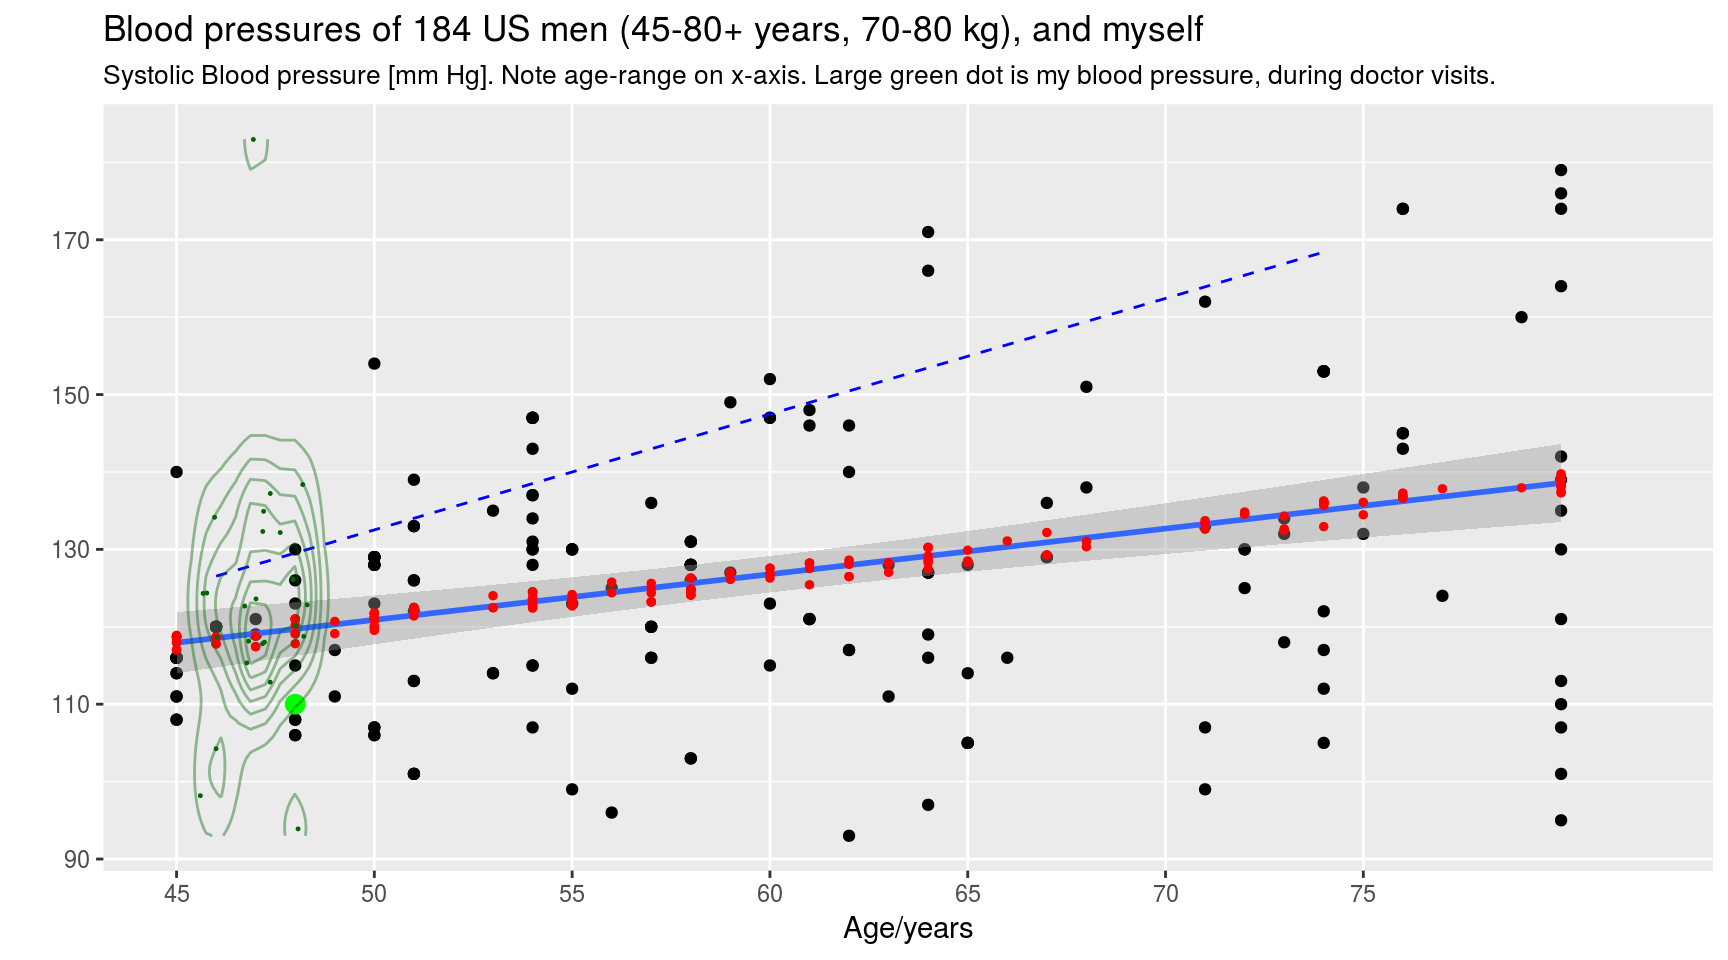 Blood pressures of 184 US men (45-80+ years, 70-80 kg), and myself
Systolic Blood pressure [mm Hg]. Note age-range on x-axis. Large green dot is my blood pressure, during doctor visits.
170
150
130
110
90
45 50 55 60 65 70 75
Age/years